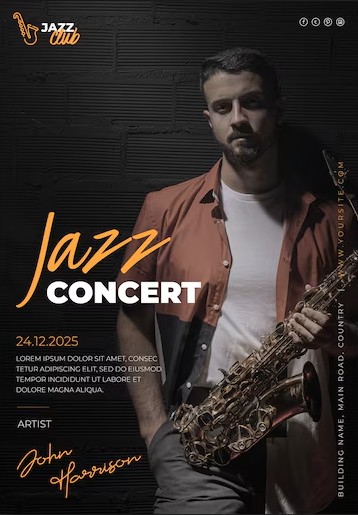 JAZZ
Club
Jazz
CONCERT
24.12.2025
LOREM IPSUM DOLOR SIT AMET, CONSEC
TETUR ADIPISCING ELIT, SED DO EIUSMOD
TEMPOR INCIDIDUNT UT LABORE ET
DOLORE MAGNA ALIQUA.
ARTIST
John
Harrison
BUILDING NAME, MAIN ROAD, COUNTRY | WWW.YOURSITE.COM